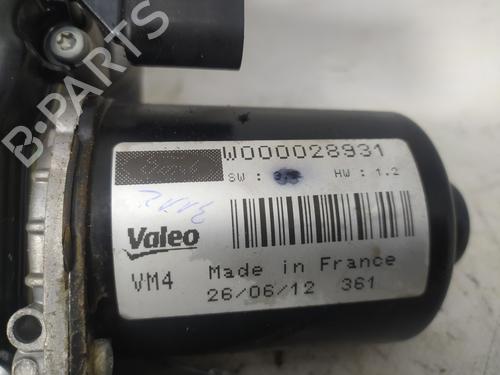 W000028931
SW : HW : 1.2
Valeo
VM4 Made in France
26/06/12 361
B-PARTS